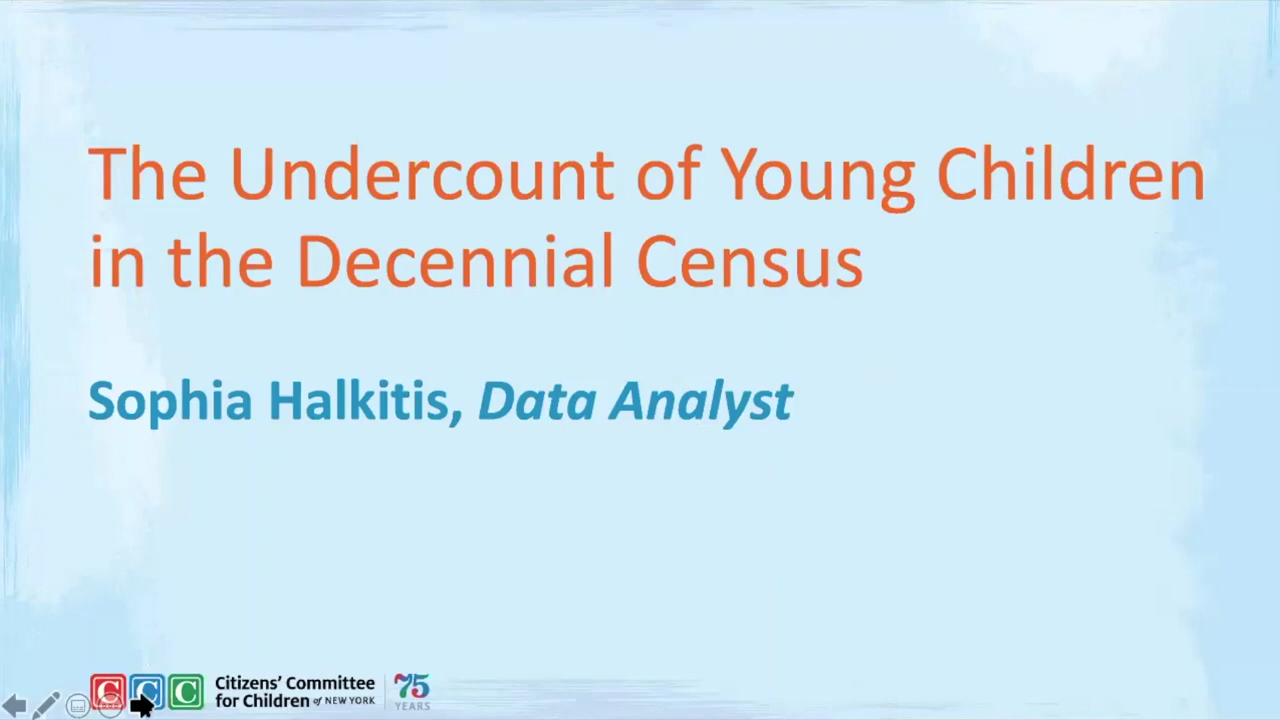 The Undercount of Young Children
in the Decennial Census
Sophia Halkitis, Data Analyst
C C C
Citizens' Committee
for Children of NEW YORK
75
YEARS